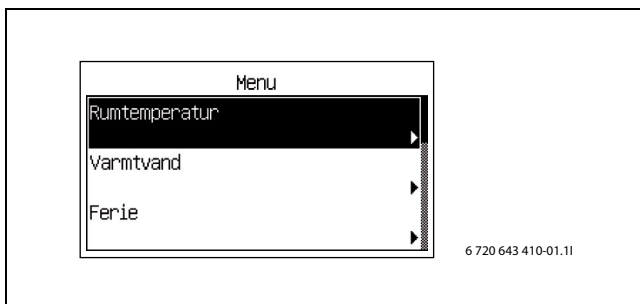 Menu
Rumtemperatur
Varmtvand
Ferie
6 720 643 410-01.1I